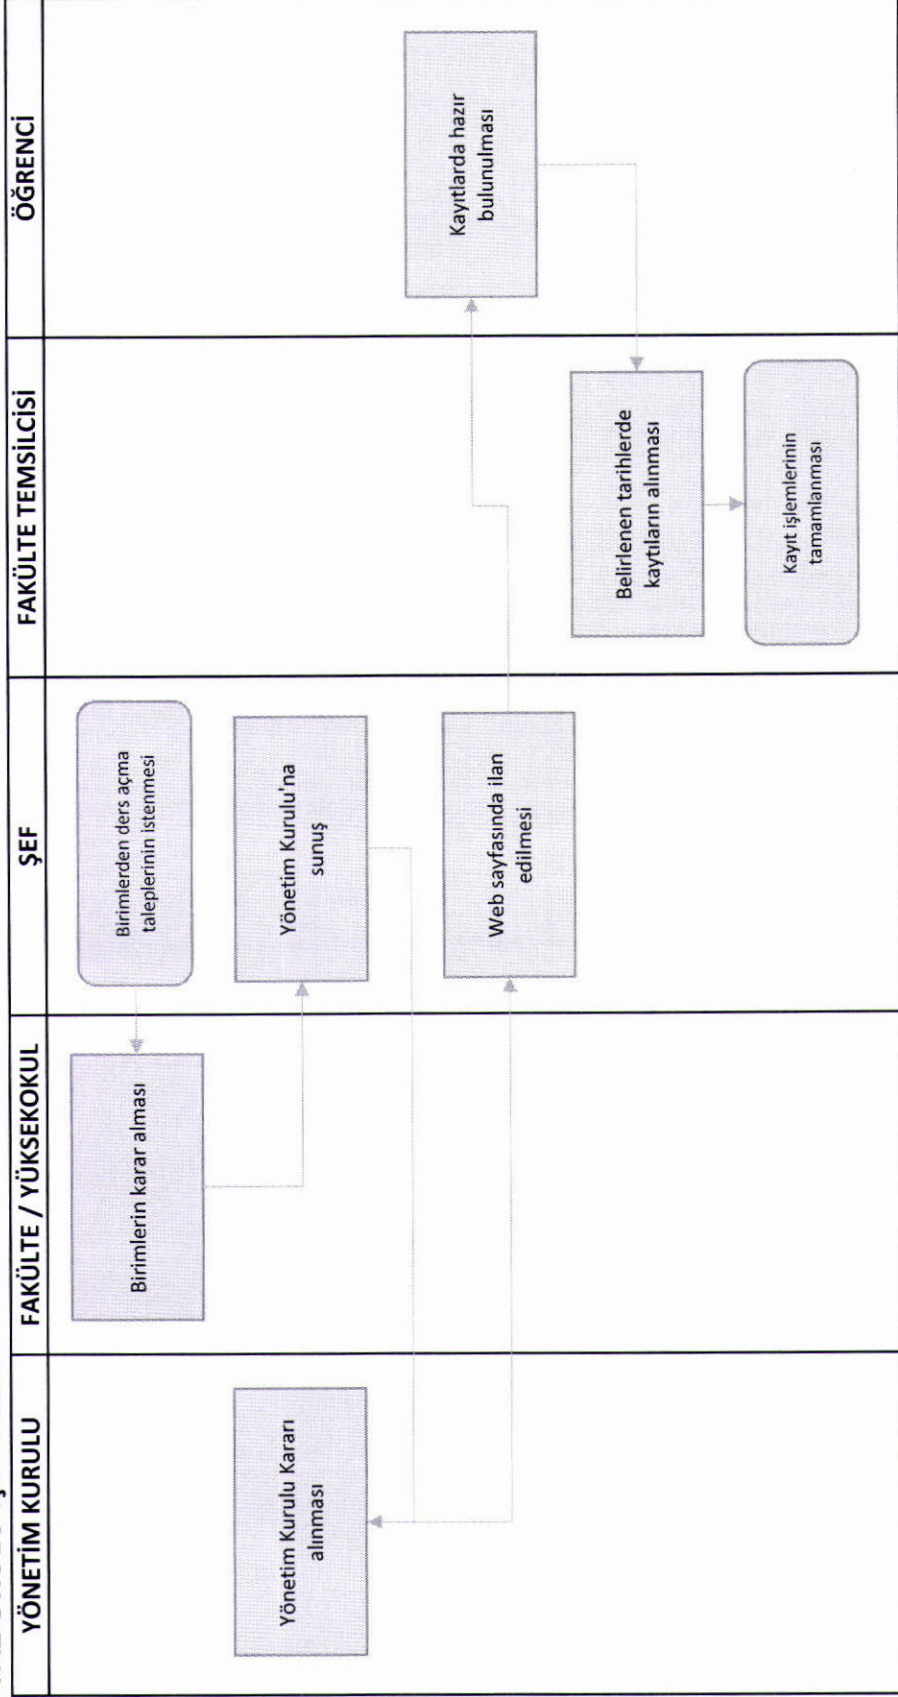 YÖNETİM KURULU
FAKÜLTE / YÜKSEKOKUL
ŞEF
FAKÜLTE TEMSİLCİSİ
ÖĞRENCİ
Birimlerden ders açma
taleplerinin istenmesi
Birimlerin karar alması
Yönetim Kurulu'na
sunuş
Yönetim Kurulu Kararı
alınması
Web sayfasında ilan
edilmesi
Kayıtlarda hazır
bulunulması
Belirlenen tarihlerde
kaytıların alınması
Kayıt işlemlerinin
tamamlanması